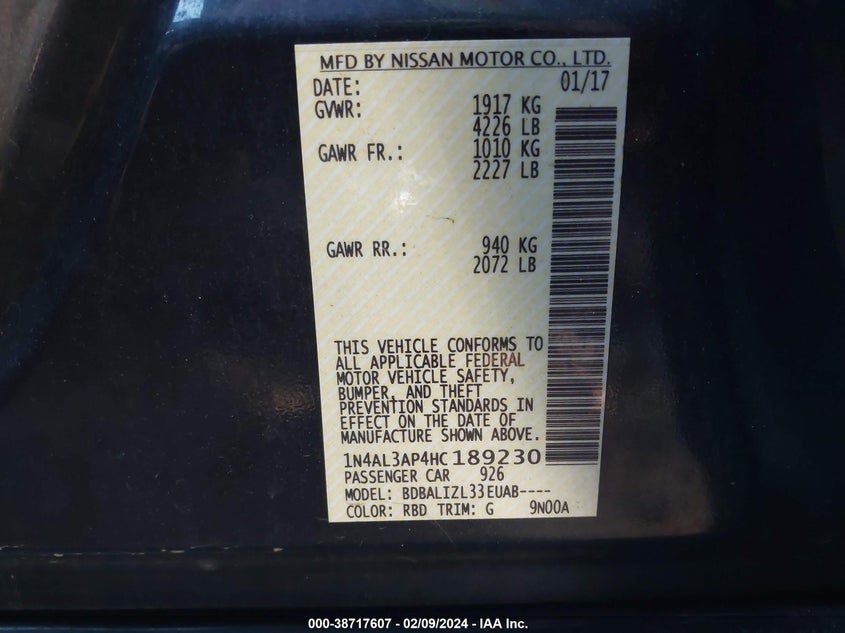 MFD BY NISSAN MOTOR CO., LTD.
DATE: 01/17
GVWR: 1917 KG
4226 LB
GAWR FR.: 1010 KG
2227 LB
GAWR RR.: 940 KG
2072 LB
THIS VEHICLE CONFORMS TO
ALL APPLICABLE FEDERAL
MOTOR VEHICLE SAFETY,
BUMPER, AND THEFT
PREVENTION STANDARDS IN
EFFECT ON THE DATE OF
MANUFACTURE SHOWN ABOVE.
1N4AL3AP4HC189230
PASSENGER CAR 926
MODEL: BDBALIZL33EUAB----
COLOR: RBD TRIM: G 9N00A
000-38717607 / 02/09/2024 - IAA Inc.